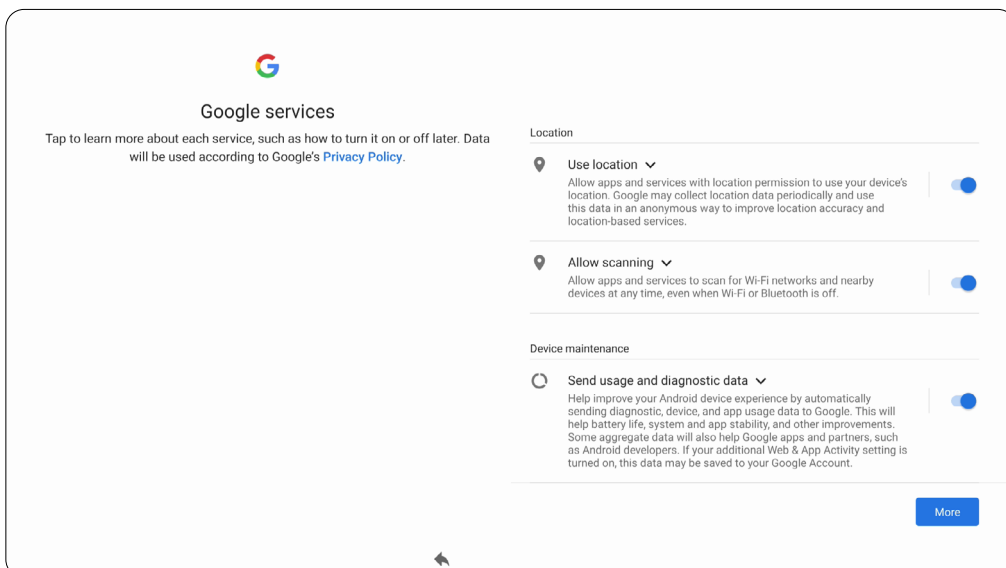 Google services
Tap to learn more about each service, such as how to turn it on or off later. Data
will be used according to Google's Privacy Policy.
Location
Use location
Allow apps and services with location permission to use your device's
location. Google may collect location data periodically and use
this data in an anonymous way to improve location accuracy and
location-based services.
Allow scanning
Allow apps and services to scan for Wi-Fi networks and nearby
devices at any time, even when Wi-Fi or Bluetooth is off.
Device maintenance
Send usage and diagnostic data
Help improve your Android device experience by automatically
sending diagnostic, device, and app usage data to Google. This will
help battery life, system and app stability, and other improvements.
Some aggregate data will also help Google apps and partners, such
as Android developers. If your additional Web & App Activity setting is
turned on, this data may be saved to your Google Account.
More